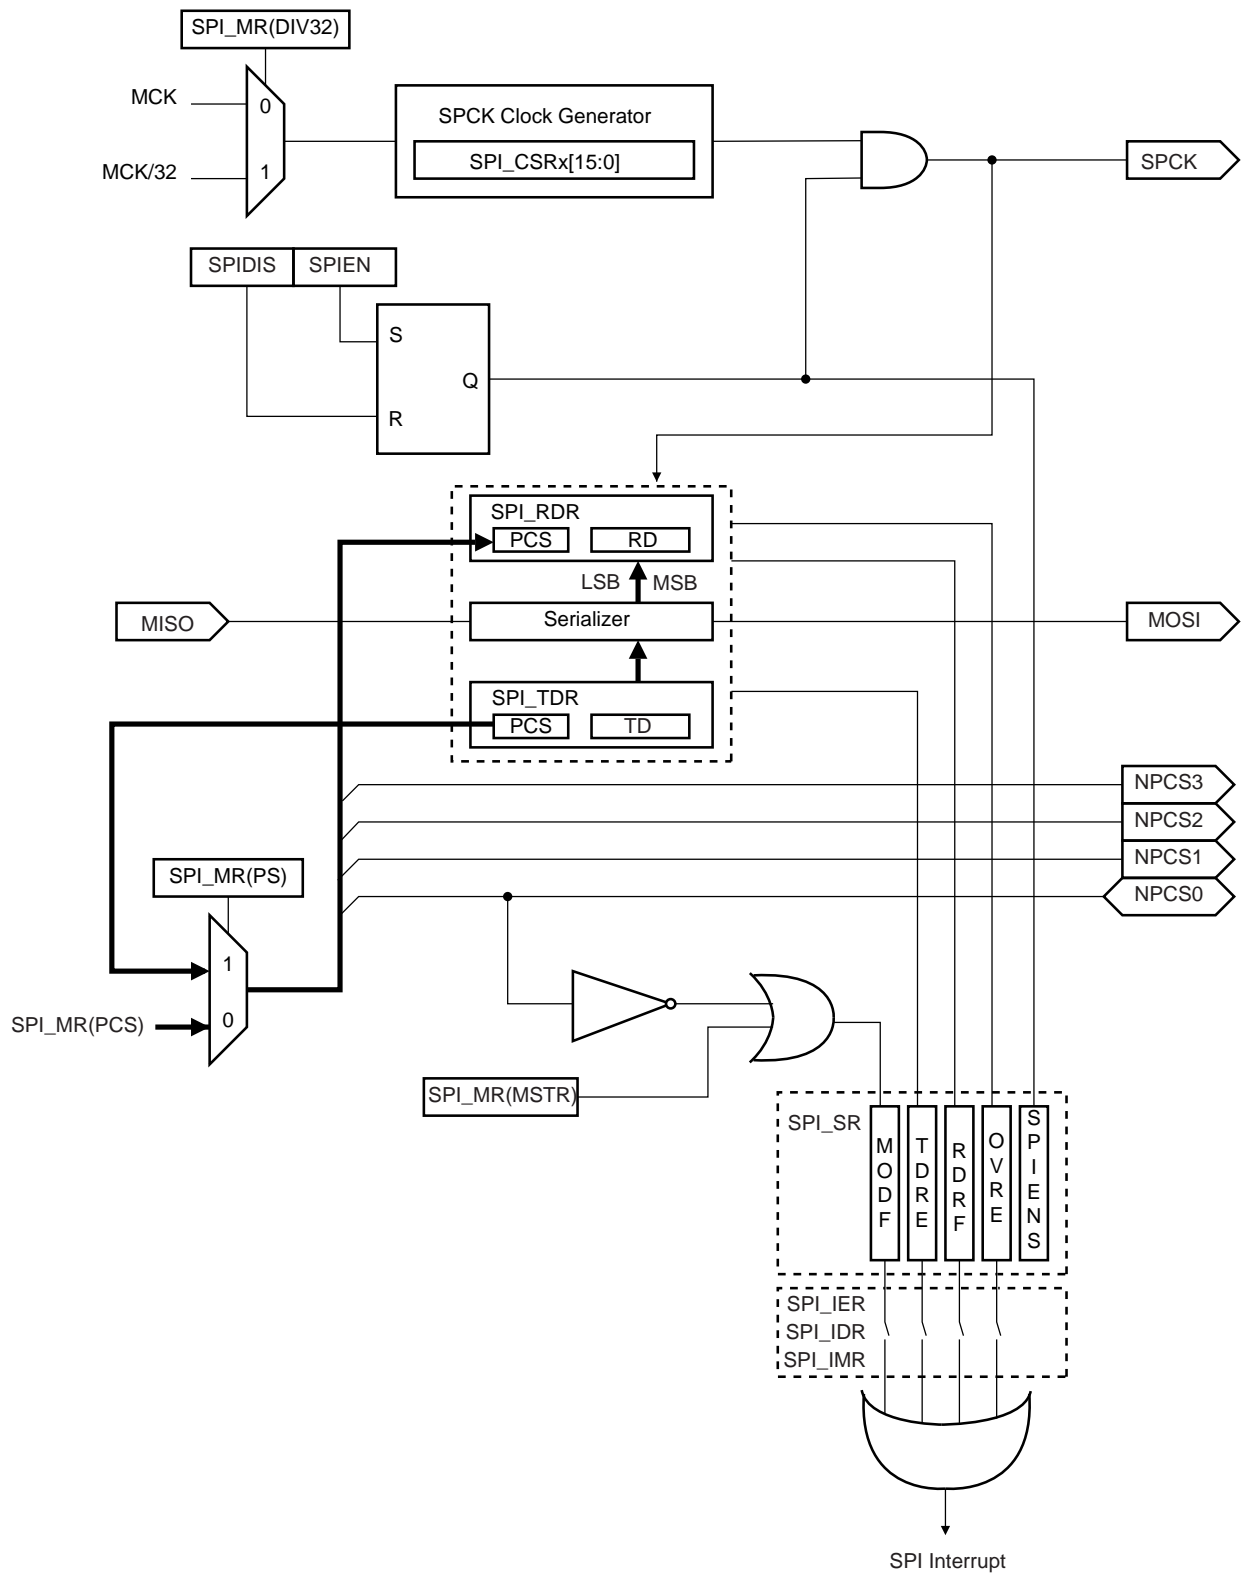 SPI_MR(DIV32)
MCK
0
SPCK Clock Generator
SPI_CSRx[15:0]
SPCK
MCK/32
1
SPIDIS
SPIEN
S
Q
R
SPI_RDR
PCS
RD
LSB
MSB
MISO
Serializer
MOSI
SPI_TDR
PCS
TD
NPCS3
NPCS2
NPCS1
NPCS0
SPI_MR(PS)
1
SPI_MR(PCS)
0
SPI_MR(MSTR)
SPI_SR
MODF
TDRE
RDRF
OVRE
SPIENS
SPI_IER
SPI_IDR
SPI_IMR
SPI Interrupt